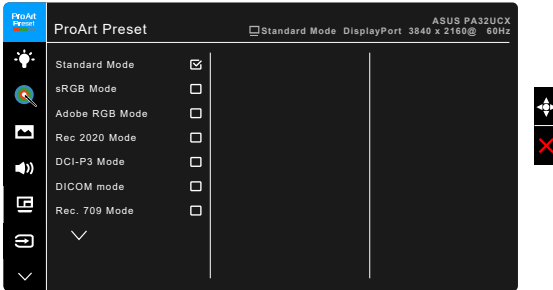 ProArt
Preset
ProArt Preset
ASUS PA32UCX
Standard Mode DisplayPort 3840 x 2160@ 60Hz
Standard Mode
sRGB Mode
Adobe RGB Mode
Rec 2020 Mode
DCI-P3 Mode
DICOM mode
Rec. 709 Mode